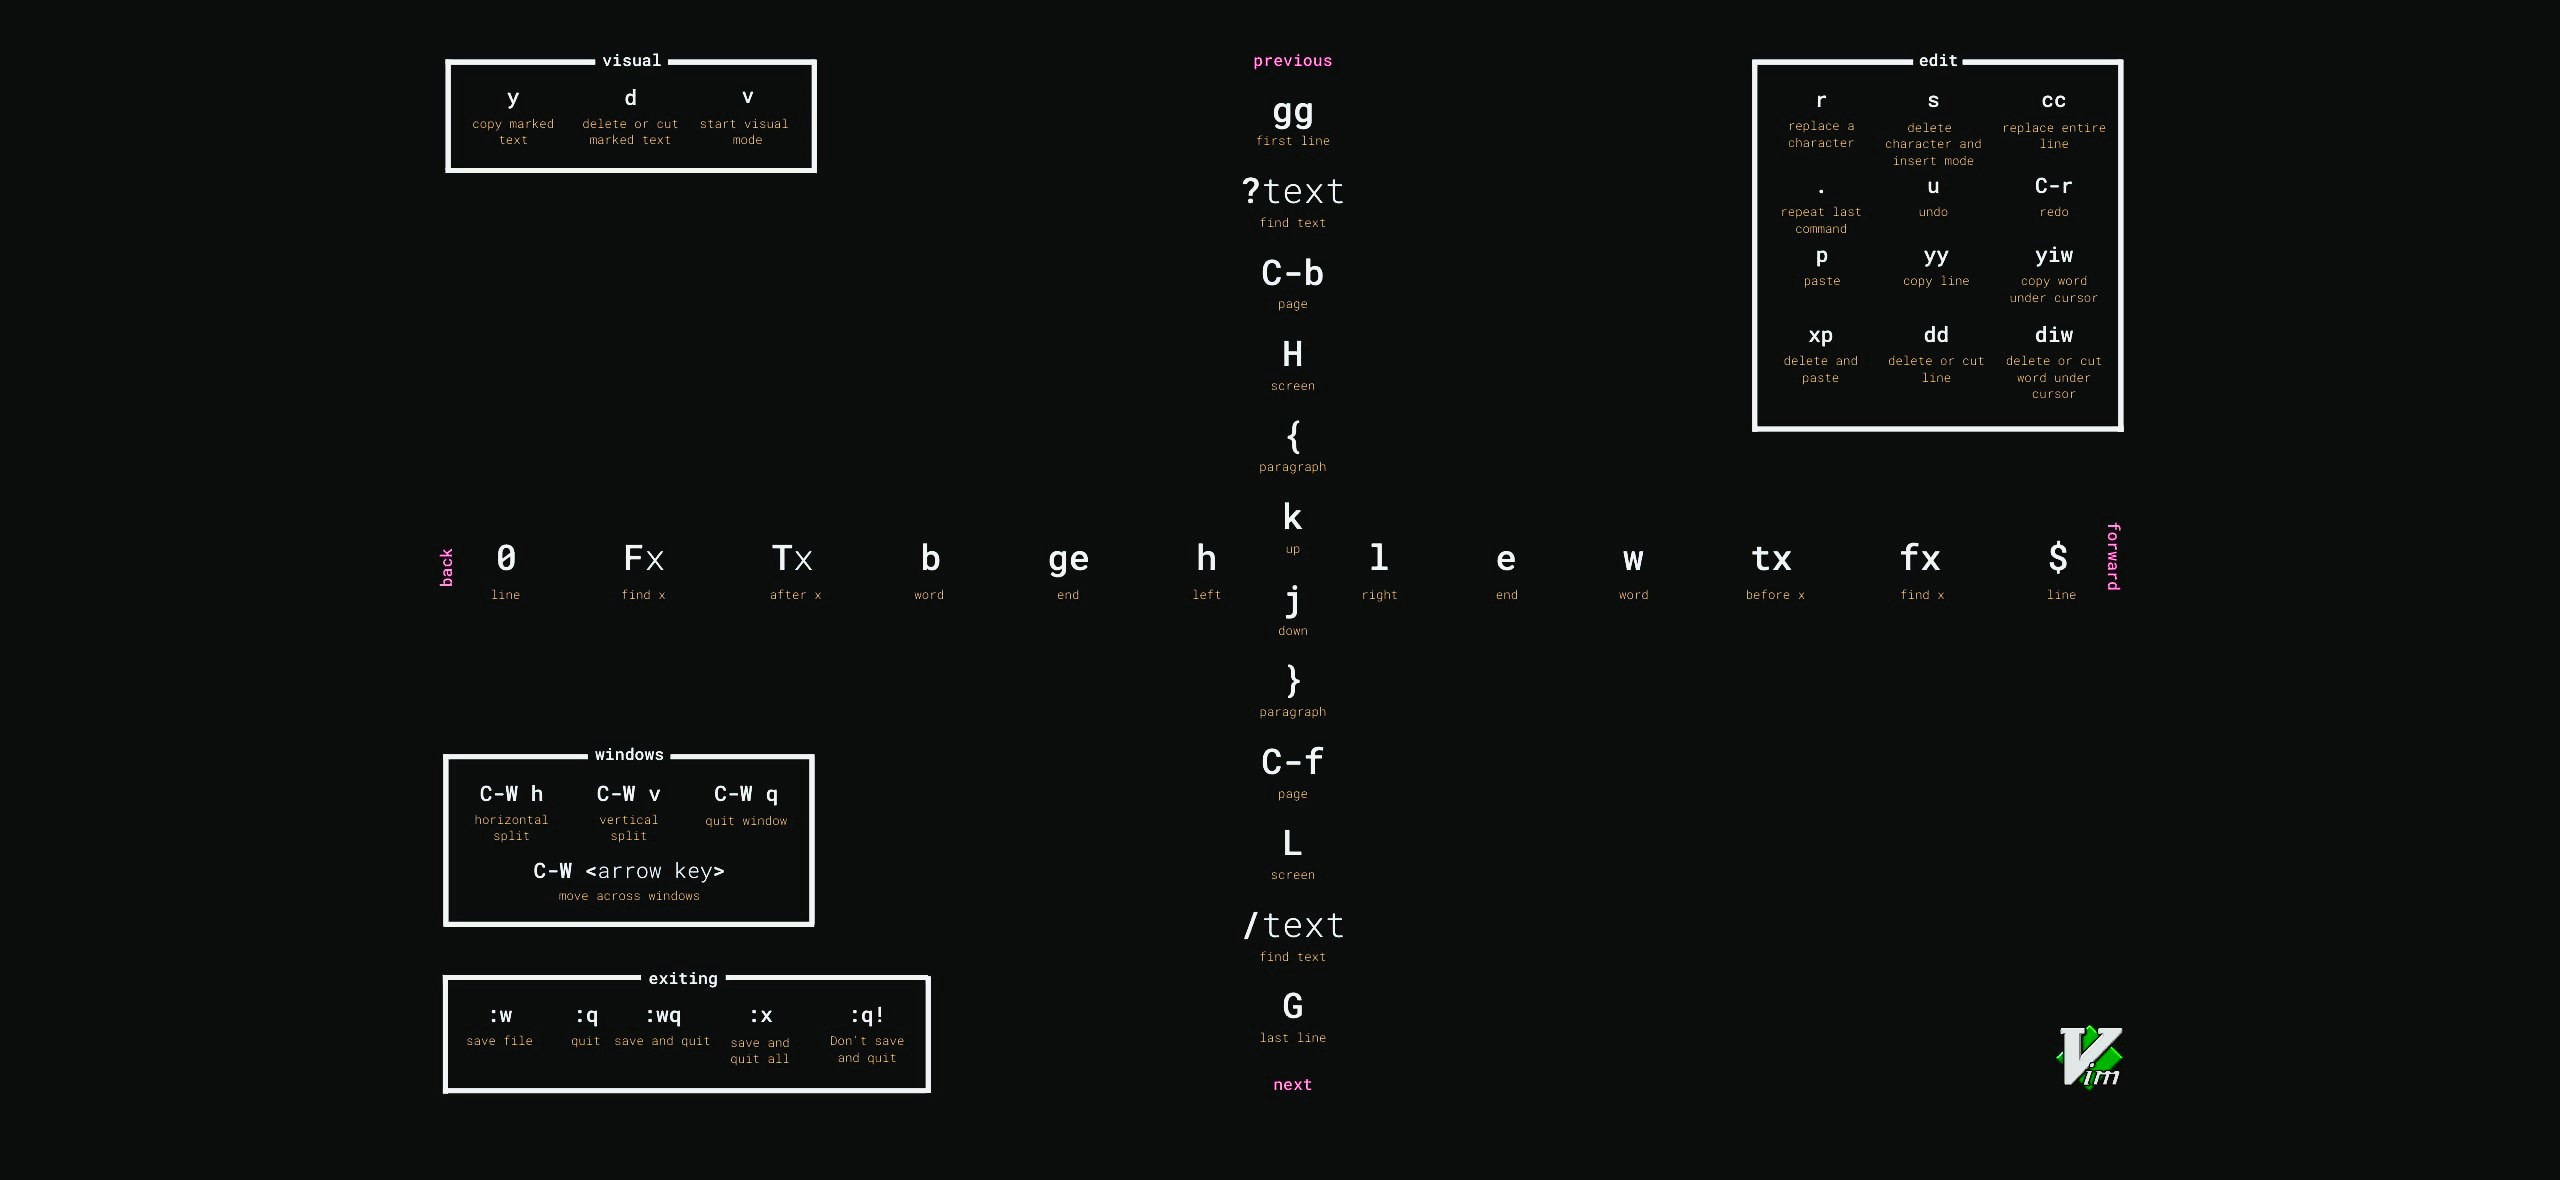 visual
y d v
copy marked delete or cut start visual
text marked text mode
previous
gg
first line
?text
find text
C-b
page
H
screen
{
paragraph
k
up
edit
r s cc
replace a delete replace entire
character character and line
insert mode
. u C-r
repeat last undo redo
command
p yy yiw
paste copy line copy word
under cursor
xp dd diw
delete and delete or cut delete or cut
paste line word under
cursor
back
0 Fx Tx b ge h l e w tx fx $
line find x after x word end left right end word before x find x line
forward
j
down
}
paragraph
C-f
page
L
screen
/text
find text
G
last line
next
windows
C-W h C-W v C-W q
horizontal vertical quit window
split split
C-W <arrow key>
move across windows
exiting
:w :q :wq :x :q!
save file quit save and quit save and Don't save
quit all and quit
Vim